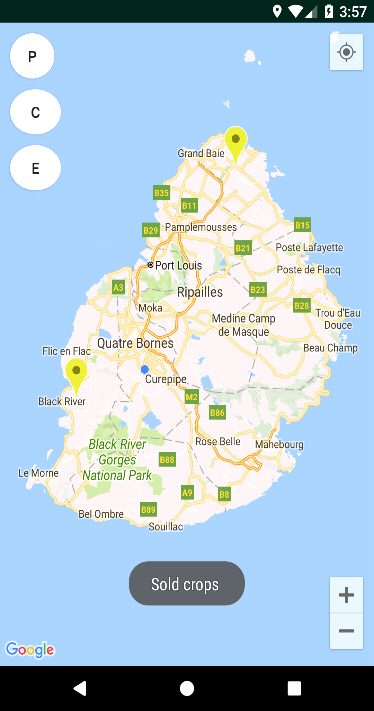 3:57
P
C
E
Grand Baie
B35
B11
B29
Pamplemousses
B15
B21
Poste Lafayette
Port Louis
Poste de Flacq
A3
Ripailles
B23
B28
Moka
Medine Camp
de Masque
Trou d'Eau
Douce
Quatre Bornes
Beau Champ
Flic en Flac
Curepipe
Black River
M2
B86
Black River
Gorges
National Park
Rose Belle
Mahebourg
B88
Le Morne
A9
B8
Bel Ombre
B89
Souillac
Sold crops
+
−
Google